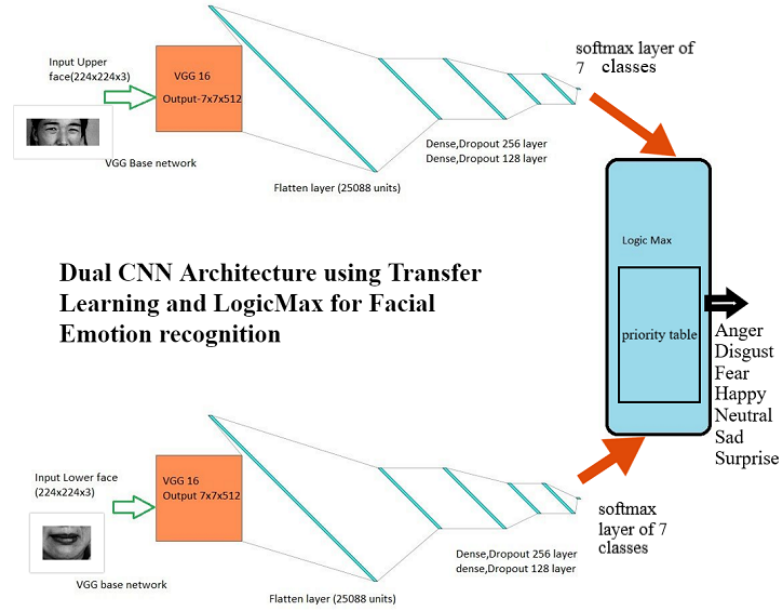 Input Upper
face(224x224x3)
VGG 16
Output-7x7x512
VGG Base network
Flatten layer (25088 units)
Dense,Dropout 256 layer
Dense,Dropout 128 layer
softmax layer of
7 classes
Dual CNN Architecture using Transfer
Learning and LogicMax for Facial
Emotion recognition
Logic Max
priority table
Anger
Disgust
Fear
Happy
Neutral
Sad
Surprise
Input Lower face
(224x224x3)
VGG 16
Output 7x7x512
VGG base network
Flatten layer (25088 units)
Dense,Dropout 256 layer
dense,Dropout 128 layer
softmax
layer of 7
classes